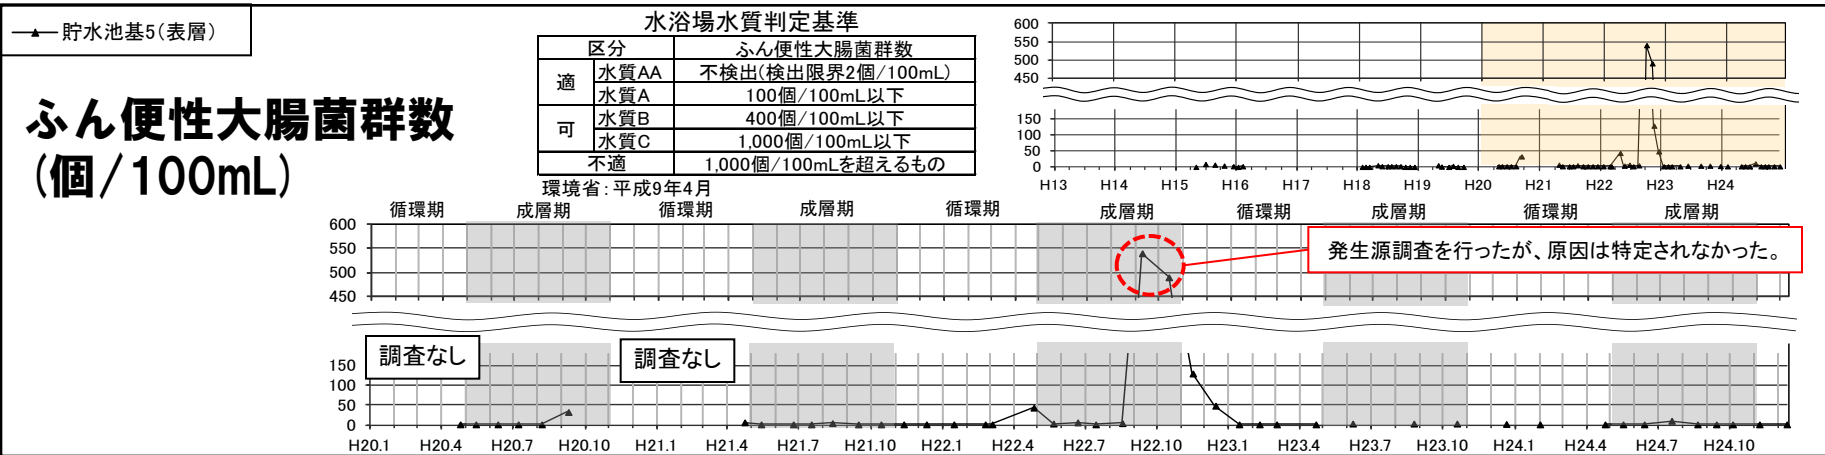 貯水池基5(表層)
ふん便性大腸菌群数
(個/100mL)
水浴場水質判定基準
区分 ふん便性大腸菌群数
適 水質AA 不検出(検出限界2個/100mL)
水質A 100個/100mL以下
可 水質B 400個/100mL以下
水質C 1,000個/100mL以下
不適 1,000個/100mLを超えるもの
環境省:平成9年4月
600
550
500
450
150
100
50
0
H13 H14 H15 H16 H17 H18 H19 H20 H21 H22 H23 H24
循環期 成層期 循環期 成層期 循環期 成層期 循環期 成層期 循環期 成層期
600
550
500
450
発生源調査を行ったが、原因は特定されなかった。
調査なし 調査なし
150
100
50
0
H20.1 H20.4 H20.7 H20.10 H21.1 H21.4 H21.7 H21.10 H22.1 H22.4 H22.7 H22.10 H23.1 H23.4 H23.7 H23.10 H24.1 H24.4 H24.7 H24.10